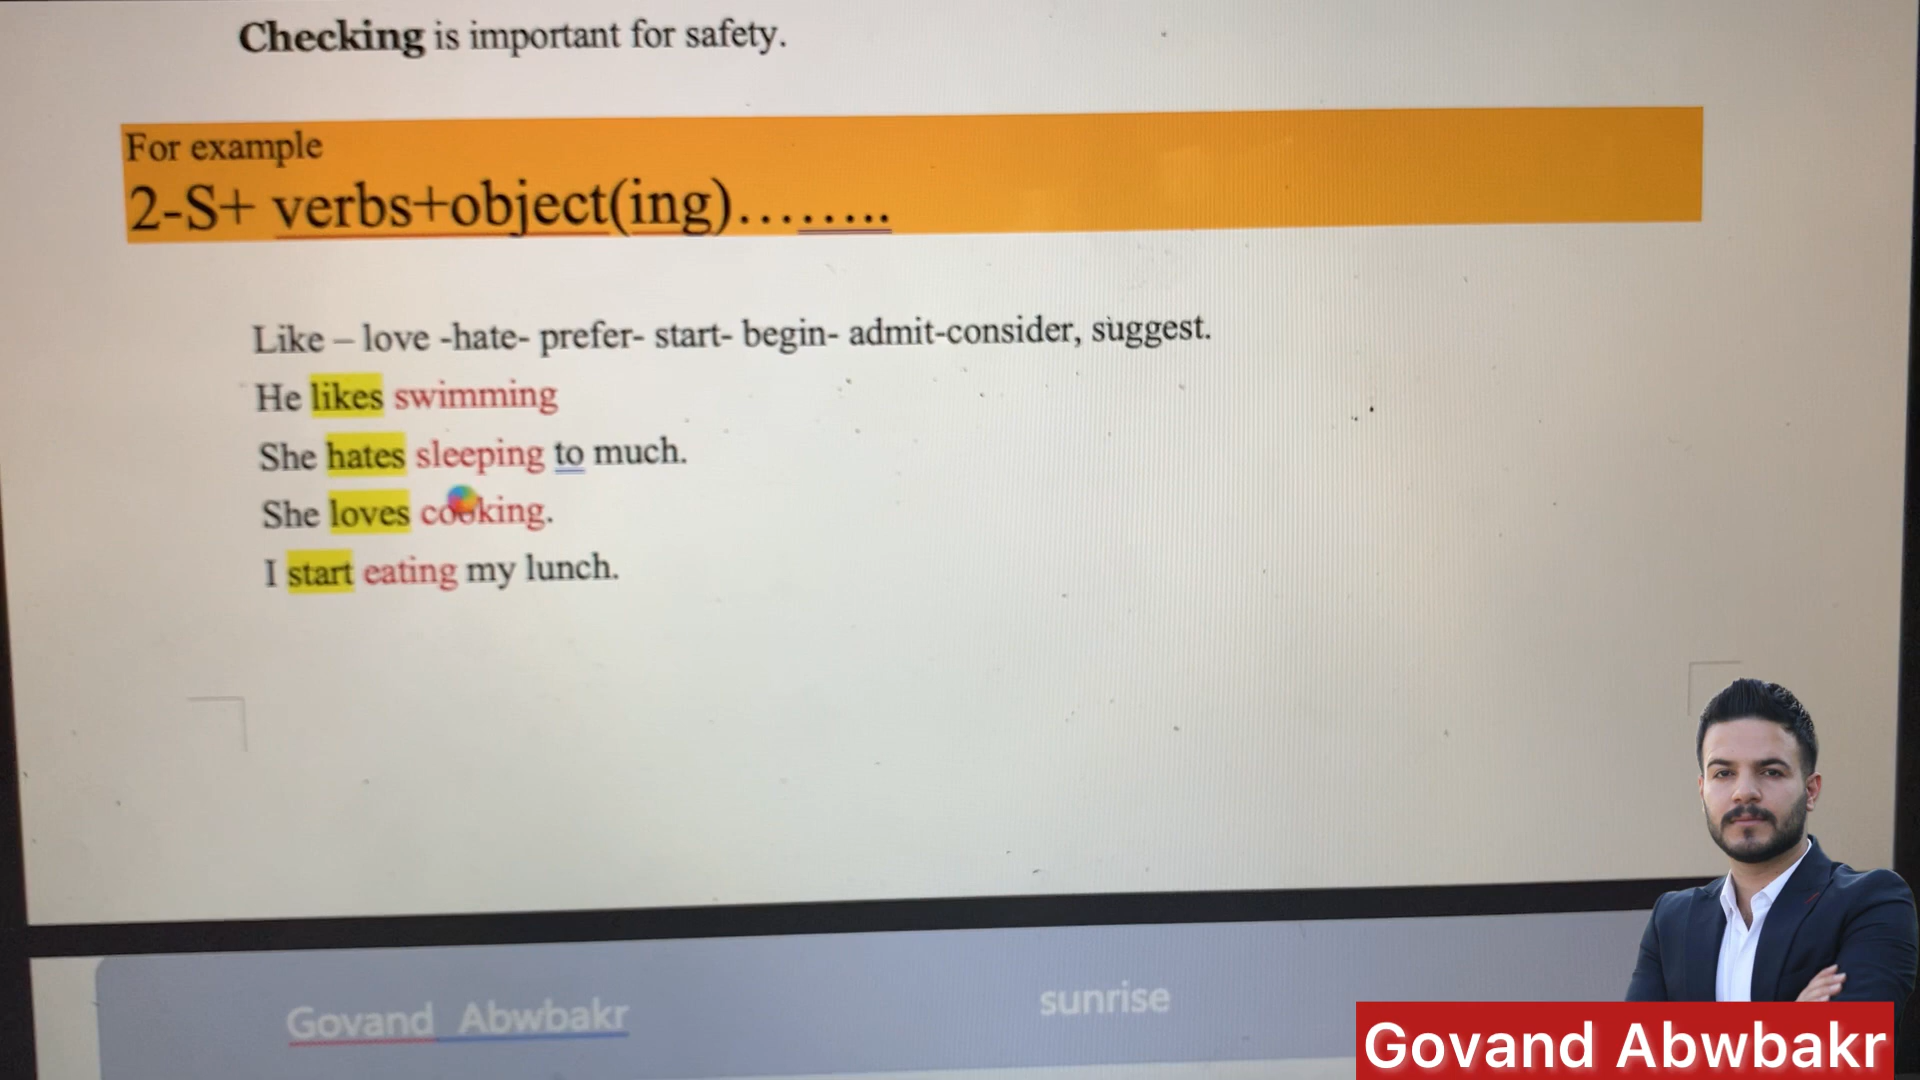 Checking is important for safety.
For example
2-S+ verbs+object(ing)........
Like – love -hate- prefer- start- begin- admit-consider, suggest.
He likes swimming
She hates sleeping to much.
She loves cooking.
I start eating my lunch.
Govand Abwbakr
sunrise
Govand Abwbakr